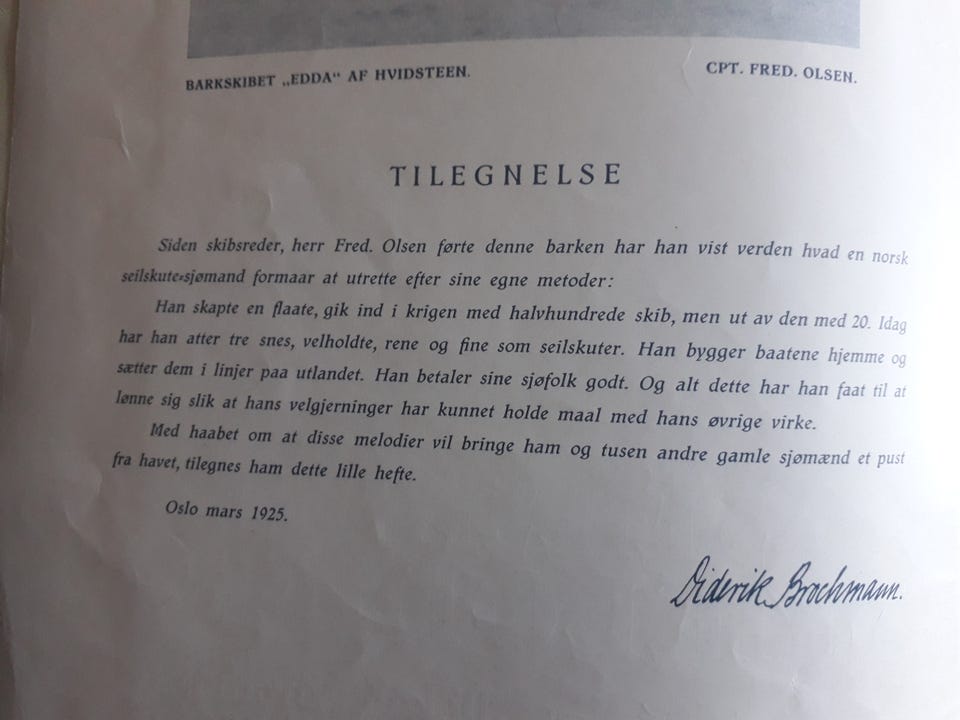 BARKSKIBET „EDDA“ AF HVIDSTEEN.
CPT. FRED. OLSEN.
TILEGNELSE
Siden skibsreder, herr Fred. Olsen førte denne barken har han vist verden hvad en norsk
seilskute-sjømand formaar at utrette efter sine egne metoder:
Han skapte en flaate, gik ind i krigen med halvhundrede skib, men ut av den med 20. Idag
har han atter tre snes, velholdte, rene og fine som seilskuter. Han bygger baatene hjemme og
sætter dem i linjer paa utlandet. Han betaler sine sjøfolk godt. Og alt dette har han faat til at
lønne sig slik at hans velgjerninger har kunnet holde maal med hans øvrige virke.
Med haabet om at disse melodier vil bringe ham og tusen andre gamle sjømænd et pust
fra havet, tilegnes ham dette lille hefte.
Oslo mars 1925.
Diderik Brochmann.